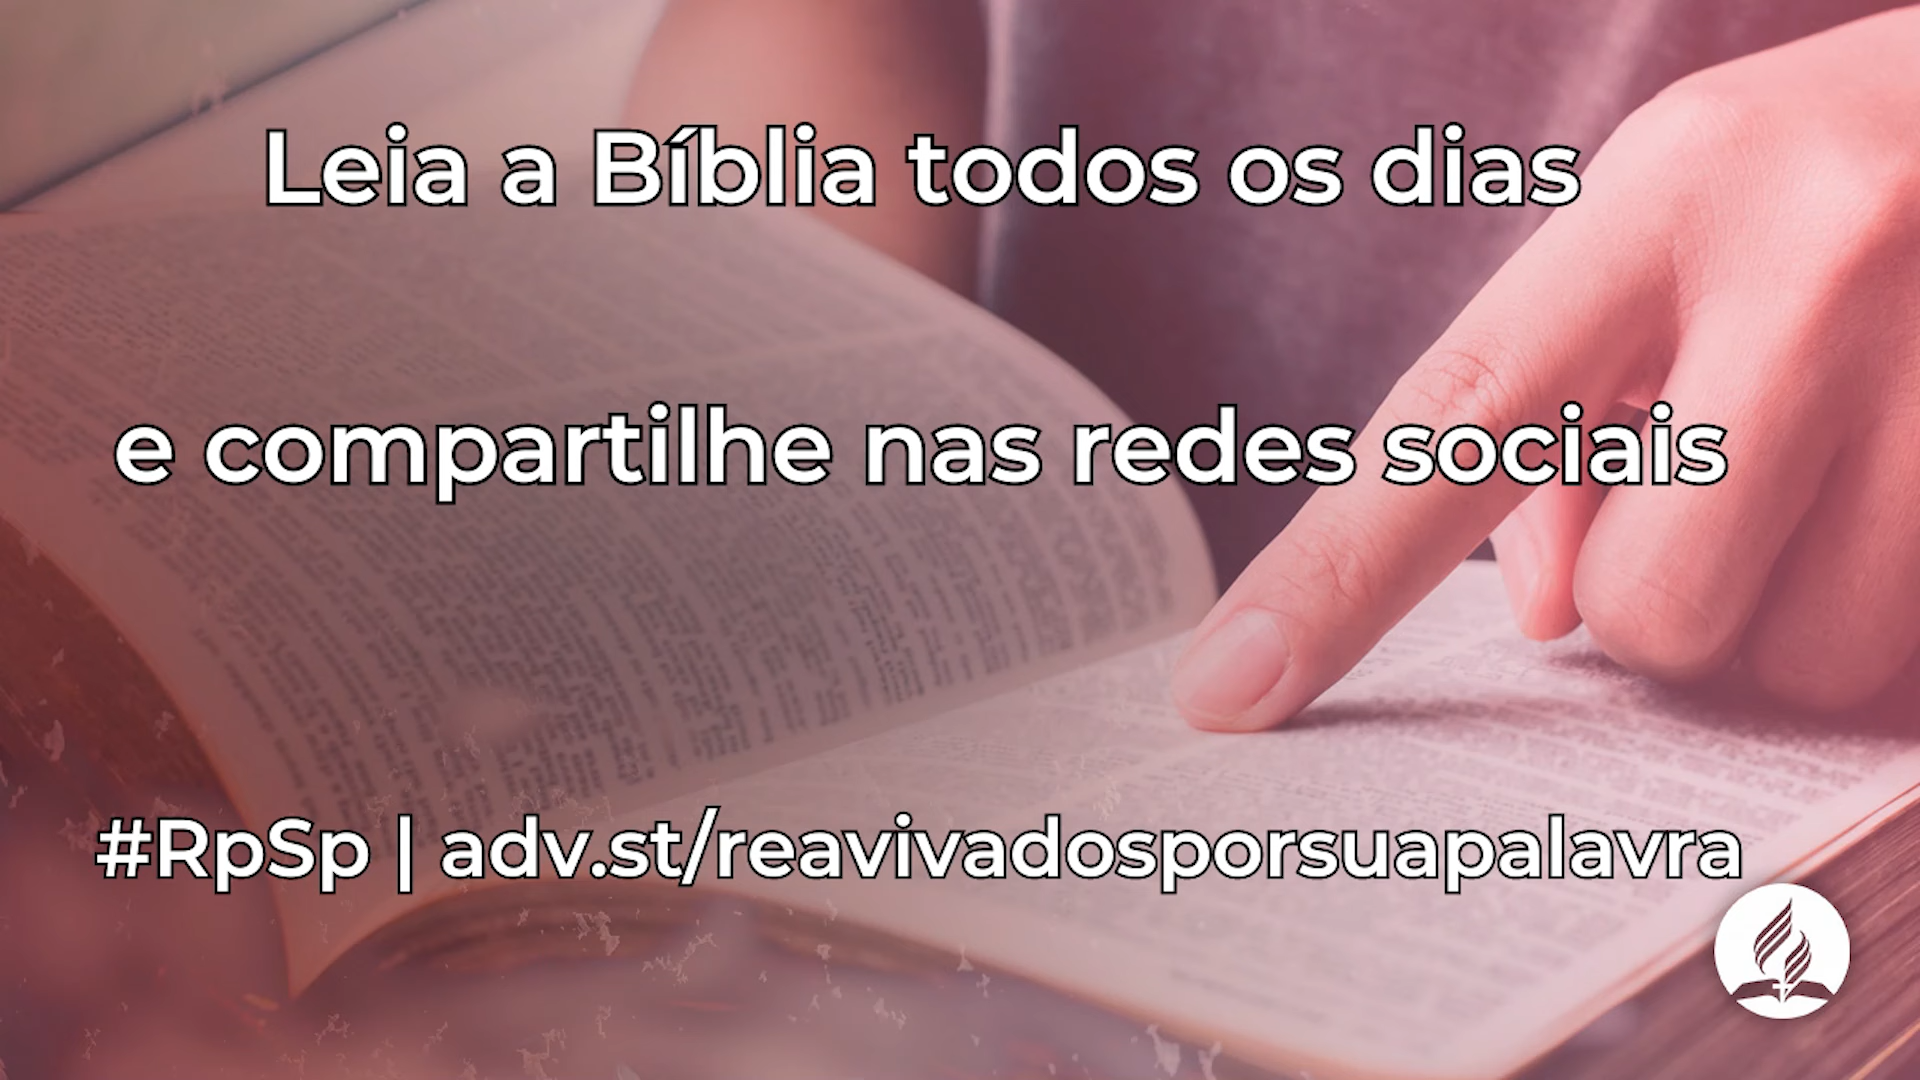 Leia a Bíblia todos os dias
e compartilhe nas redes sociais
#RpSp | adv.st/reavivadosporsuapalavra